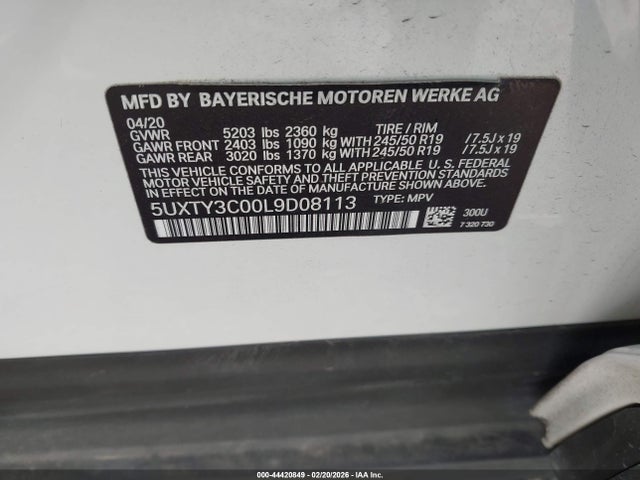 MFD BY BAYERISCHE MOTOREN WERKE AG
04/20
GVWR 5203 lbs 2360 kg TIRE / RIM
GAWR FRONT 2403 lbs 1090 kg WITH 245/50 R19 /7.5J x 19
GAWR REAR 3020 lbs 1370 kg WITH 245/50 R19 /7.5J x 19
THIS VEHICLE CONFORMS TO ALL APPLICABLE U. S. FEDERAL
MOTOR VEHICLE SAFETY, BUMPER, AND THEFT PREVENTION
STANDARDS IN EFFECT ON THE DATE OF MANUFACTURE SHOWN ABOVE.
5UXTY3C00L9D08113 TYPE: MPV
300U
7 320 730
00-44420849 | 02/20/2026 - IAA Inc.